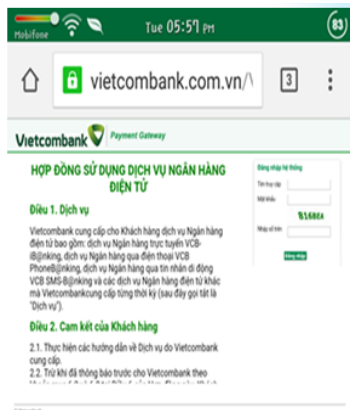 Mobifone
Tue 05:57 PM
83
vietcombank.com.vn/\
3
Vietcombank Payment Gateway
HỢP ĐỒNG SỬ DỤNG DỊCH VỤ NGÂN HÀNG
ĐIỆN TỬ
Điều 1. Dịch vụ
Vietcombank cung cấp cho Khách hàng dịch vụ Ngân hàng
điện tử bao gồm: dịch vụ Ngân hàng trực tuyến VCB-
iB@nking, dịch vụ Ngân hàng qua điện thoại VCB
PhoneB@nking, dịch vụ Ngân hàng qua tin nhắn di động
VCB SMS-B@nking và các dịch vụ Ngân hàng điện tử khác
mà Vietcombankcung cấp từng thời kỳ (sau đây gọi tắt là
"Dịch vụ").
Điều 2. Cam kết của Khách hàng
2.1. Thực hiện các hướng dẫn về Dịch vụ do Vietcombank
cung cấp.
2.2. Trừ khi đã thông báo trước cho Vietcombank theo
Đăng nhập hệ thống
Tên truy cập
Mật khẩu
B168EA
Nhập số trên
Đăng nhập